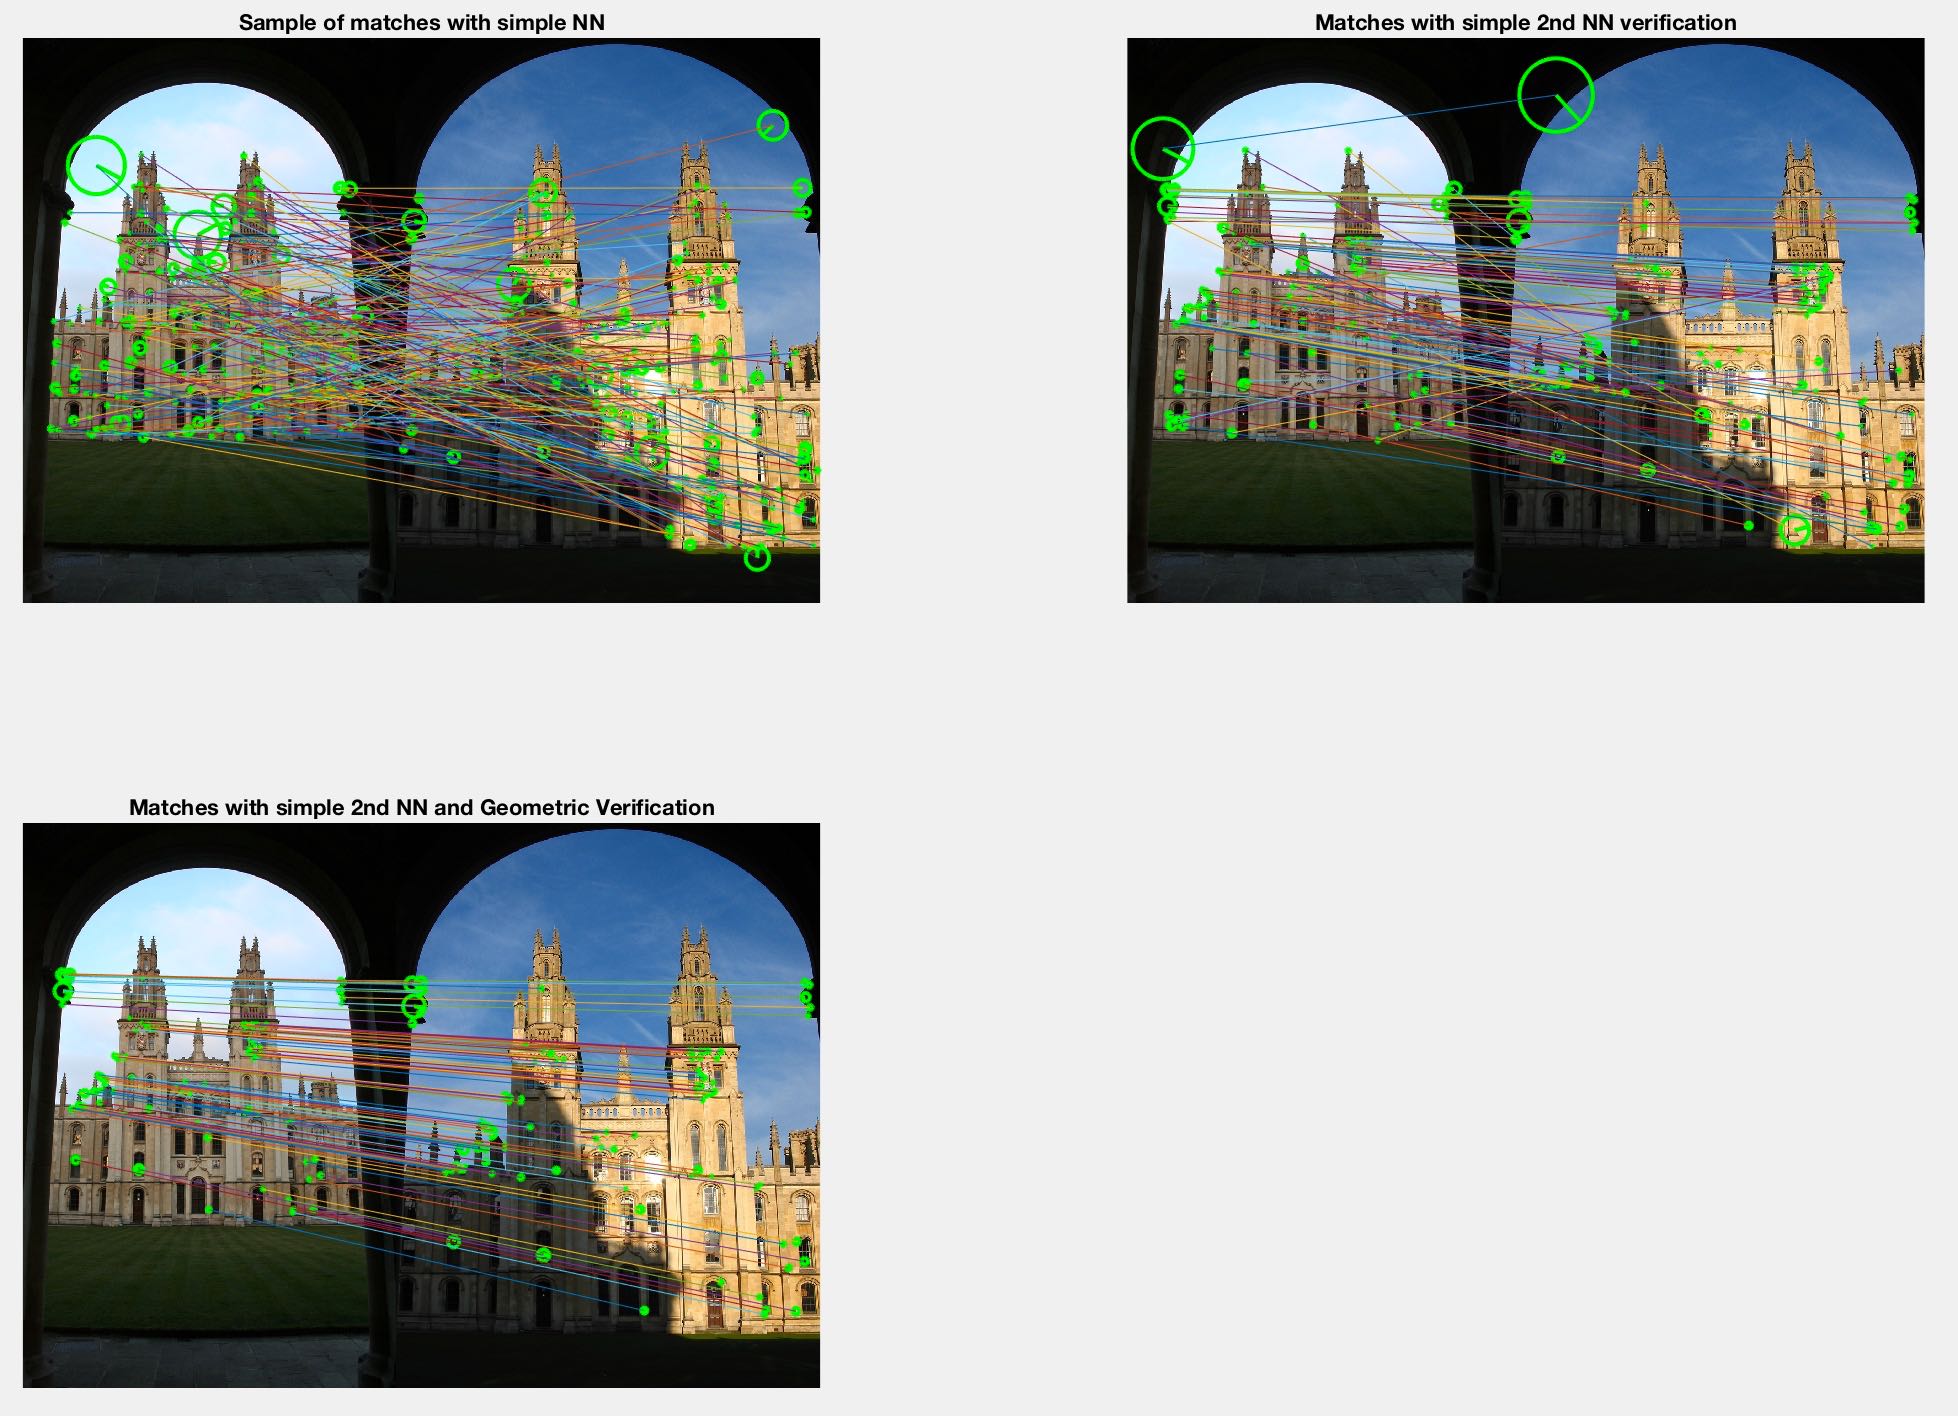 Sample of matches with simple NN
Matches with simple 2nd NN verification
Matches with simple 2nd NN and Geometric Verification